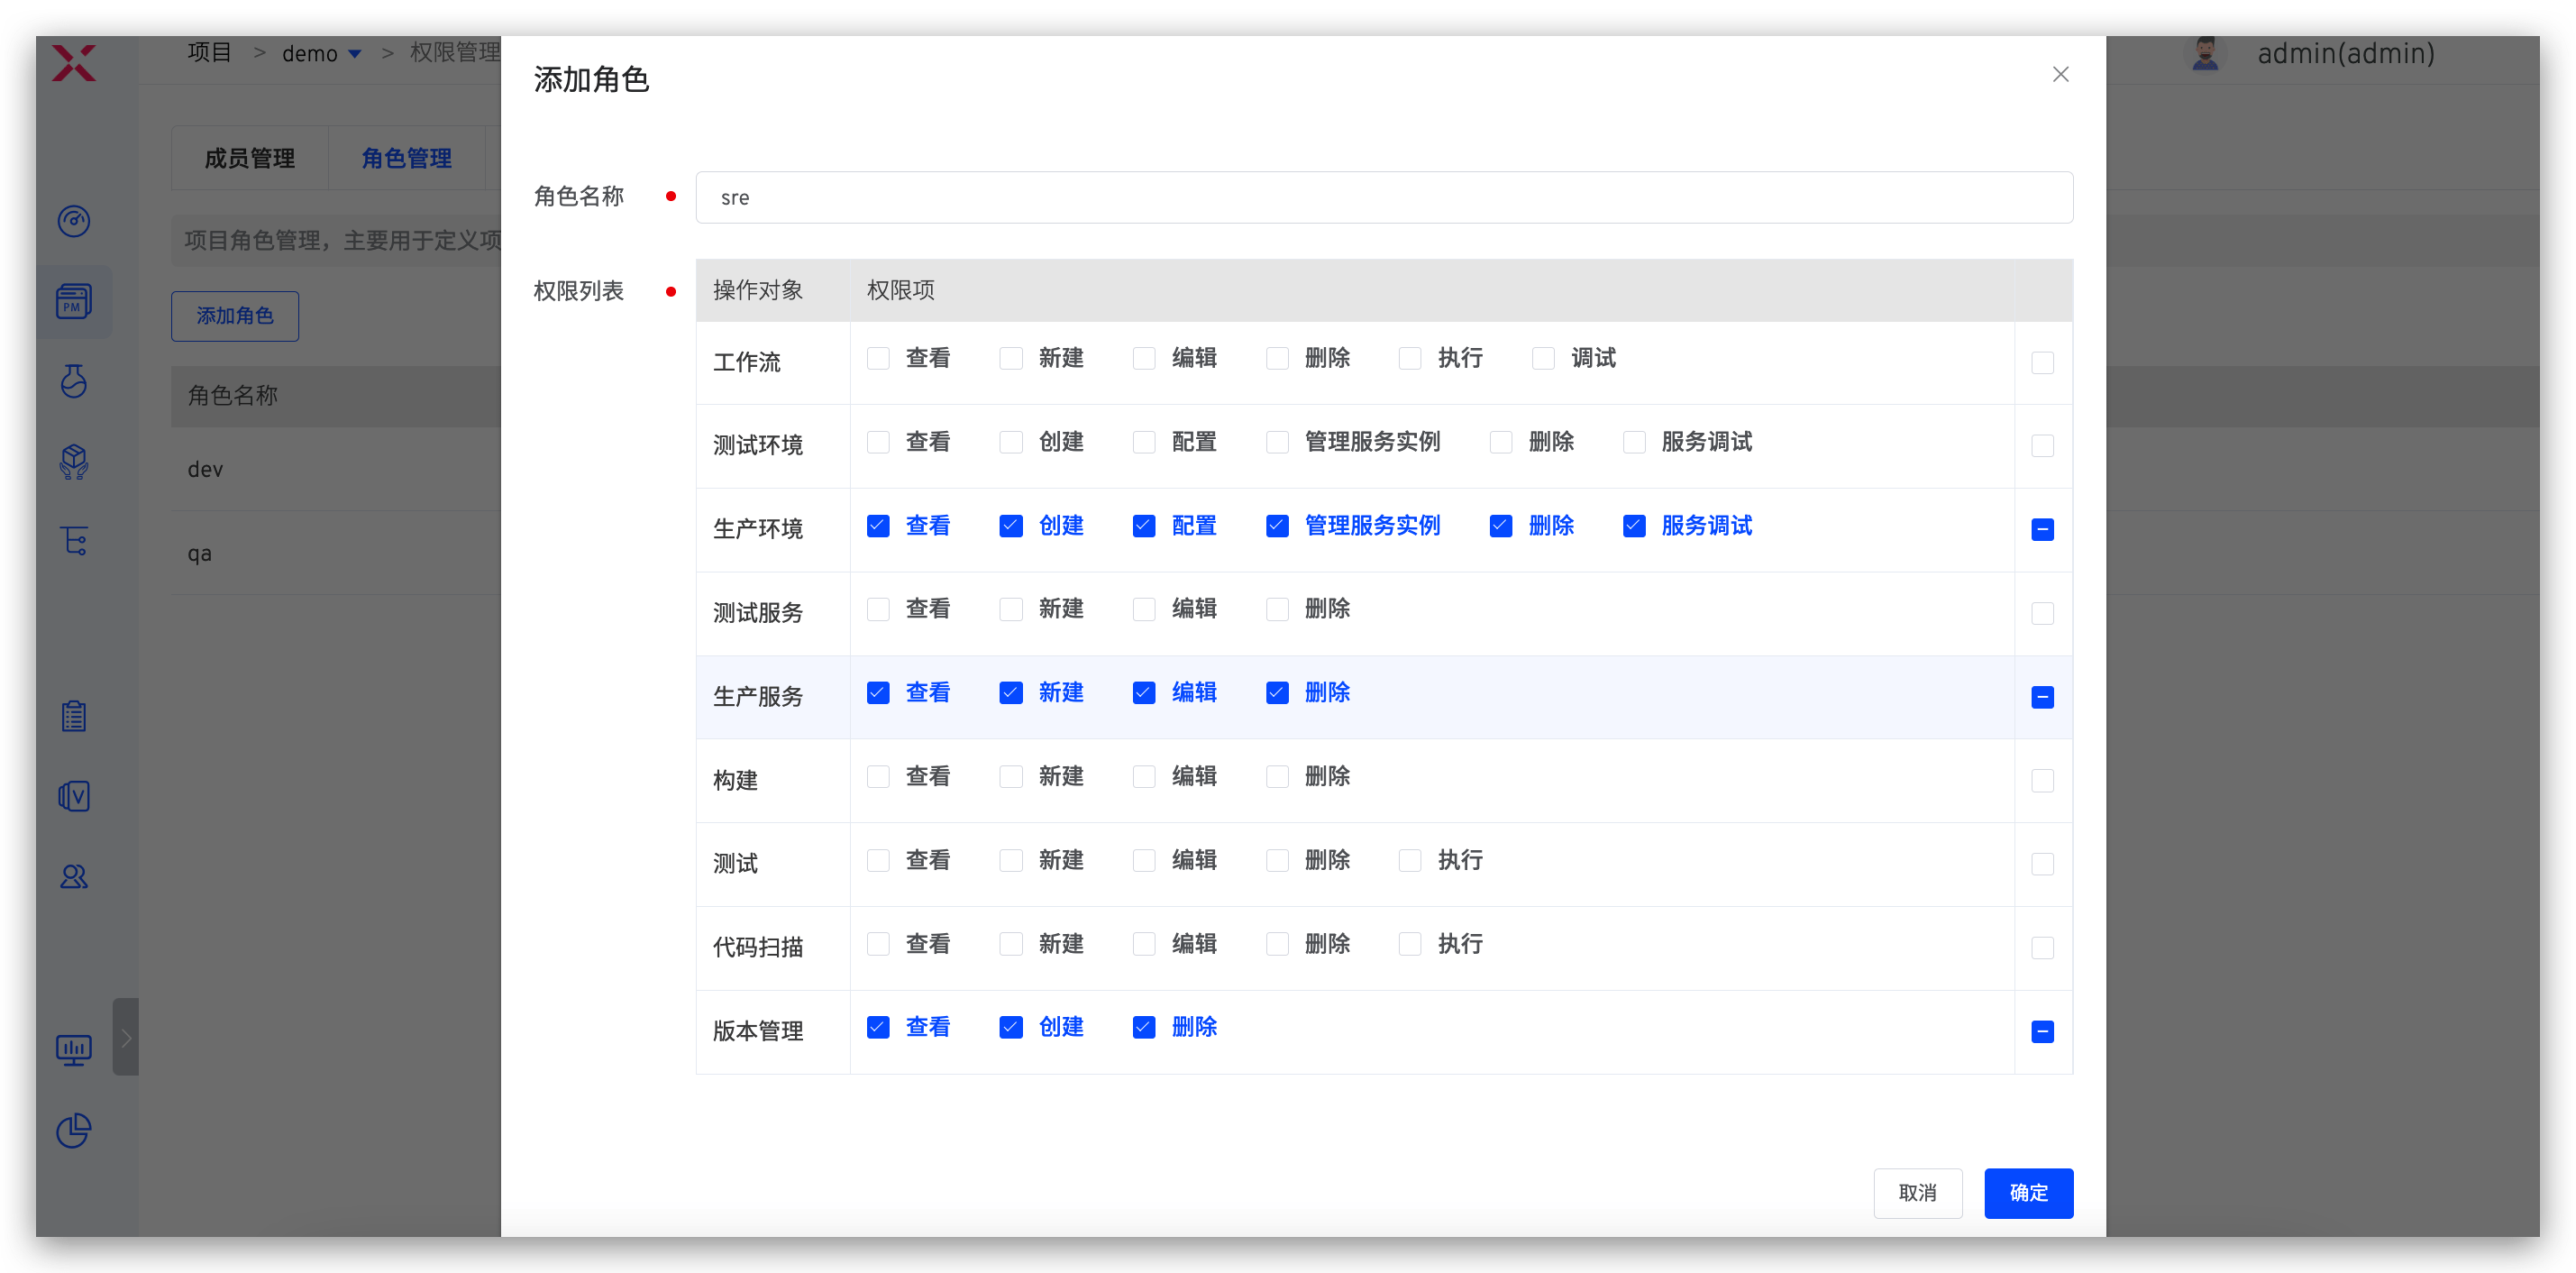 项目 > demo > 权限管理
admin(admin)
成员管理 角色管理
项目角色管理，主要用于定义项
添加角色
角色名称
dev
qa
PM
V
添加角色
角色名称 sre
权限列表
操作对象 权限项
工作流 查看 新建 编辑 删除 执行 调试
测试环境 查看 创建 配置 管理服务实例 删除 服务调试
生产环境 查看 创建 配置 管理服务实例 删除 服务调试
测试服务 查看 新建 编辑 删除
生产服务 查看 新建 编辑 删除
构建 查看 新建 编辑 删除
测试 查看 新建 编辑 删除 执行
代码扫描 查看 新建 编辑 删除 执行
版本管理 查看 创建 删除
取消 确定